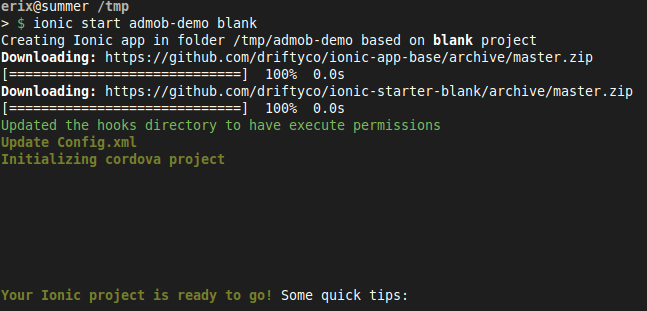 erix@summer /tmp
> $ ionic start admob-demo blank
Creating Ionic app in folder /tmp/admob-demo based on blank project
Downloading: https://github.com/driftyco/ionic-app-base/archive/master.zip
[=============================]  100%  0.0s
Downloading: https://github.com/driftyco/ionic-starter-blank/archive/master.zip
[=============================]  100%  0.0s
Updated the hooks directory to have execute permissions
Update Config.xml
Initializing cordova project
Your Ionic project is ready to go! Some quick tips: